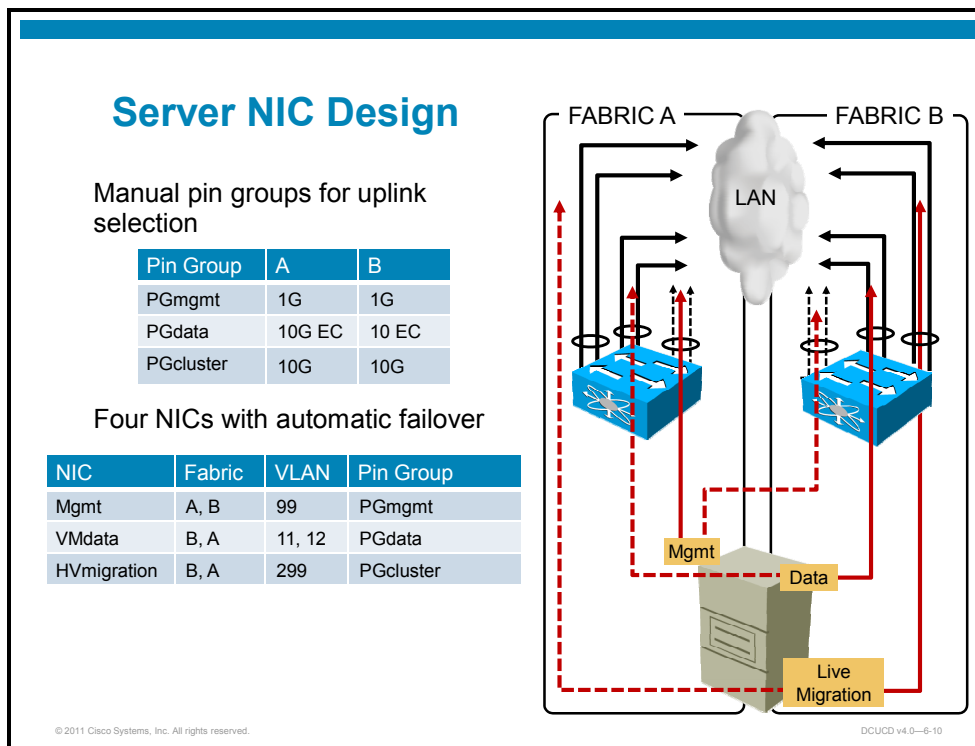 Server NIC Design
Manual pin groups for uplink
selection
Pin Group A B
PGmgmt 1G 1G
PGdata 10G EC 10 EC
PGcluster 10G 10G
Four NICs with automatic failover
NIC Fabric VLAN Pin Group
Mgmt A, B 99 PGmgmt
VMdata B, A 11, 12 PGdata
HVmigration B, A 299 PGcluster
FABRIC A
FABRIC B
LAN
Mgmt
Data
Live
Migration
© 2011 Cisco Systems, Inc. All rights reserved.
DCUCD v4.0—6-10